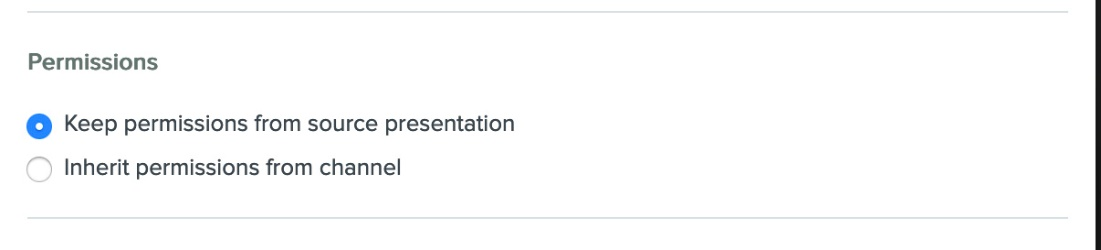 Permissions
Keep permissions from source presentation
Inherit permissions from channel